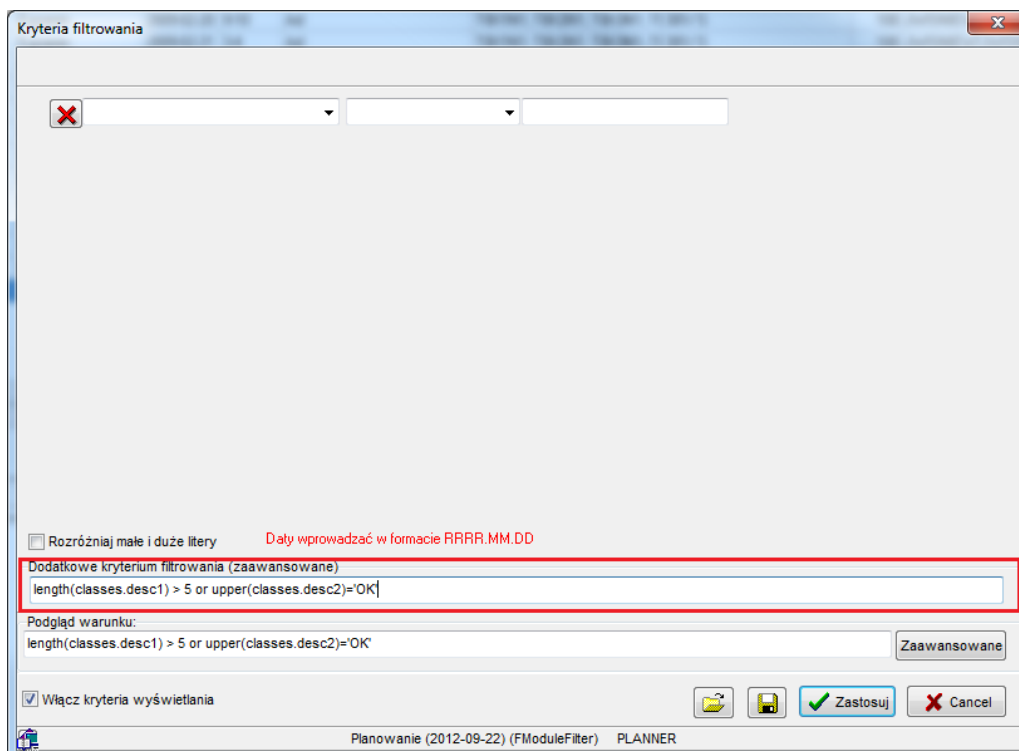 Kryteria filtrowania
Rozróżniaj małe i duże litery
Daty wprowadzać w formacie RRRR.MM.DD
Dodatkowe kryterium filtrowania (zaawansowane)
length(classes.desc1) > 5 or upper(classes.desc2)='OK'
Podgląd warunku:
length(classes.desc1) > 5 or upper(classes.desc2)='OK'
Zaawansowane
Włącz kryteria wyświetlania
Zastosuj
Cancel
Planowanie (2012-09-22) (FModuleFilter) PLANNER